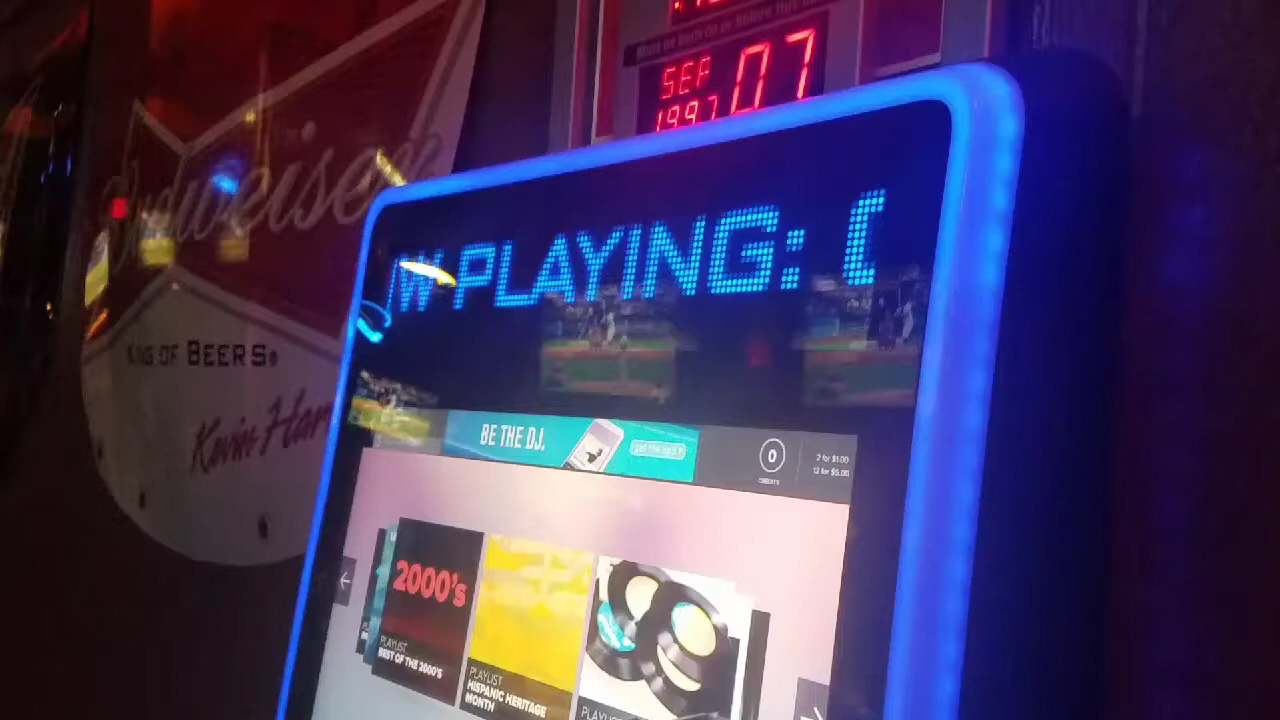 SEP 07
1997
Budweiser
KING OF BEERS®
Kevin Har
W PLAYING: (
BE THE DJ.
get the app
0
CREDITS
2 for $1.00
12 for $5.00
2000's
PLAYLIST
BEST OF THE 2000'S
PLAYLIST
HISPANIC HERITAGE
MONTH
PLAYLIST